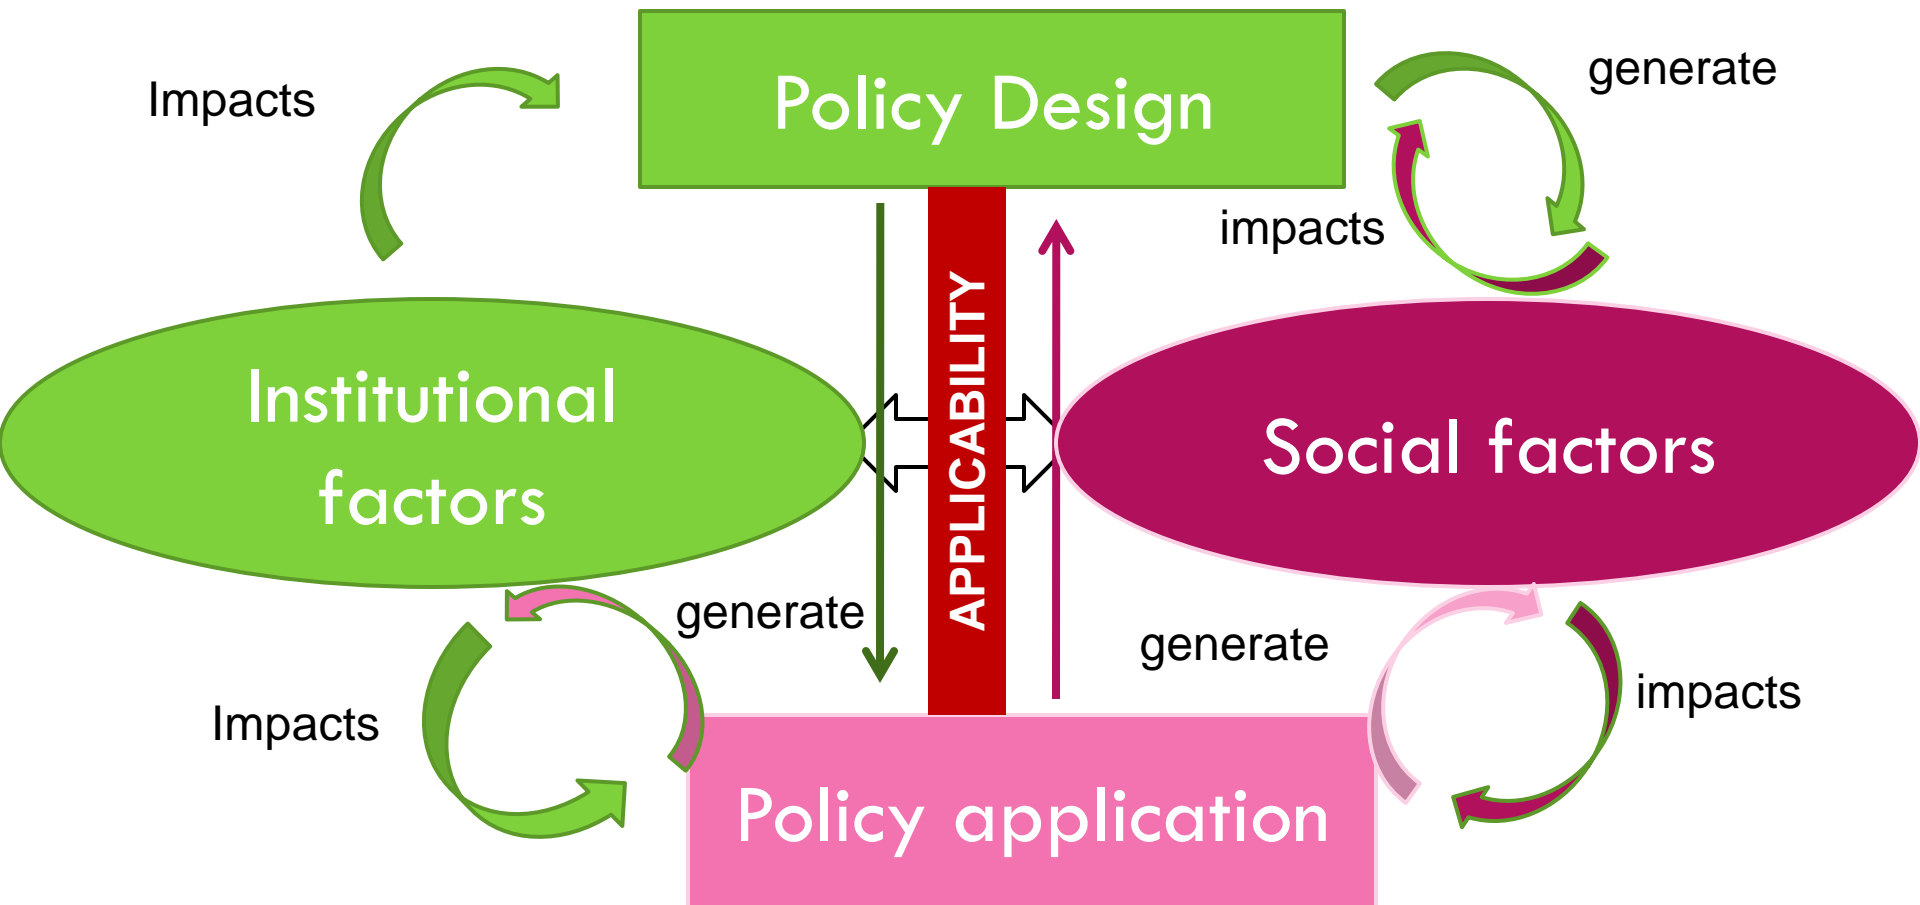 Policy Design
Impacts
generate
impacts
APPLICABILITY
Institutional
factors
Social factors
generate
generate
Impacts
impacts
Policy application